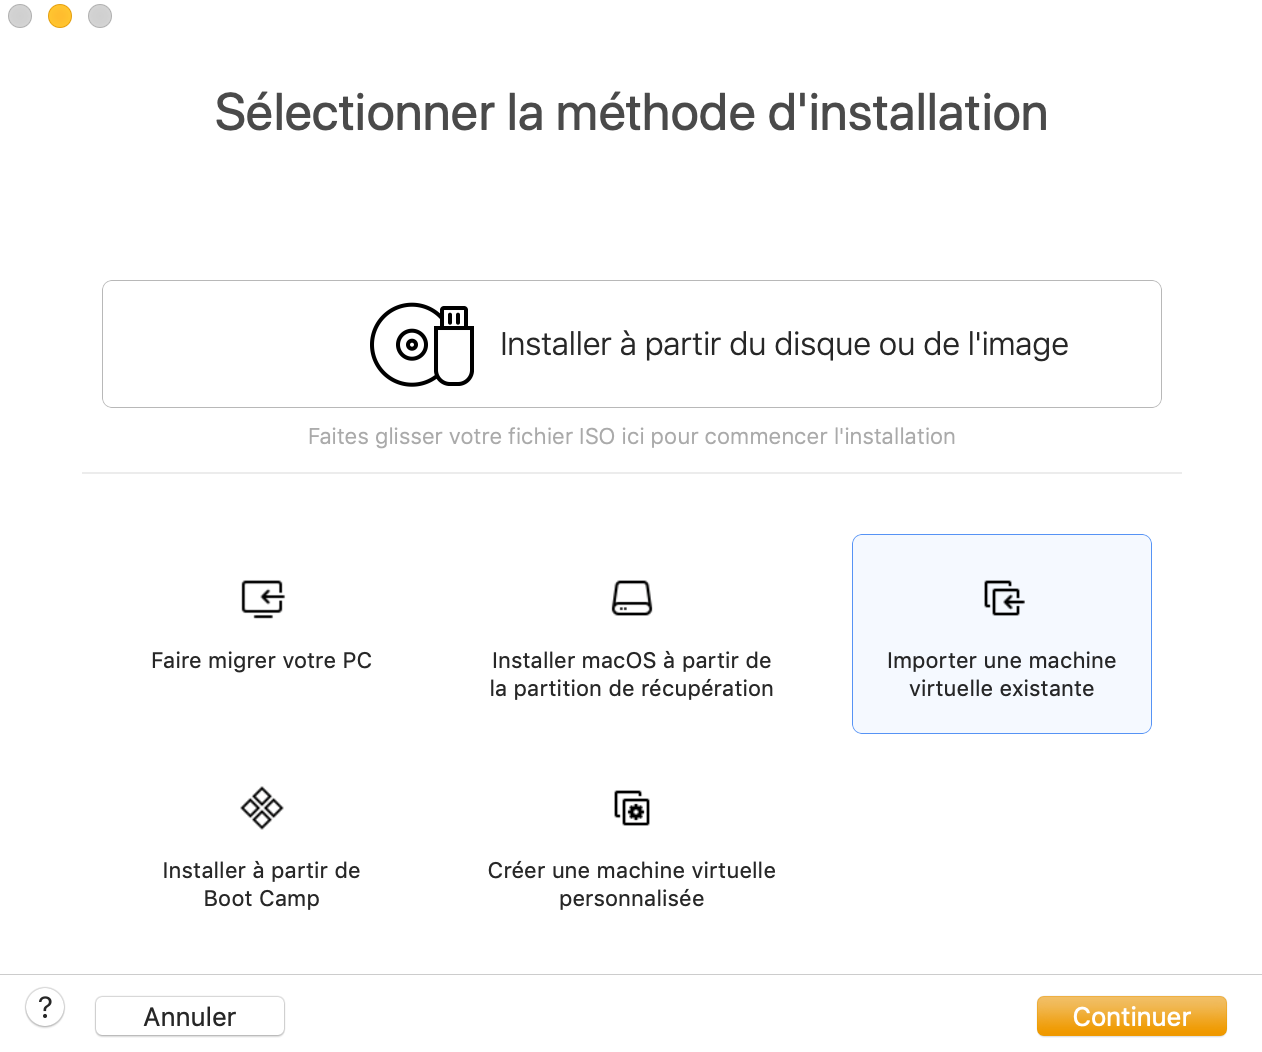 Sélectionner la méthode d'installation
Installer à partir du disque ou de l'image
Faites glisser votre fichier ISO ici pour commencer l'installation
Faire migrer votre PC
Installer macOS à partir de
la partition de récupération
Importer une machine
virtuelle existante
Installer à partir de
Boot Camp
Créer une machine virtuelle
personnalisée
?
Annuler
Continuer